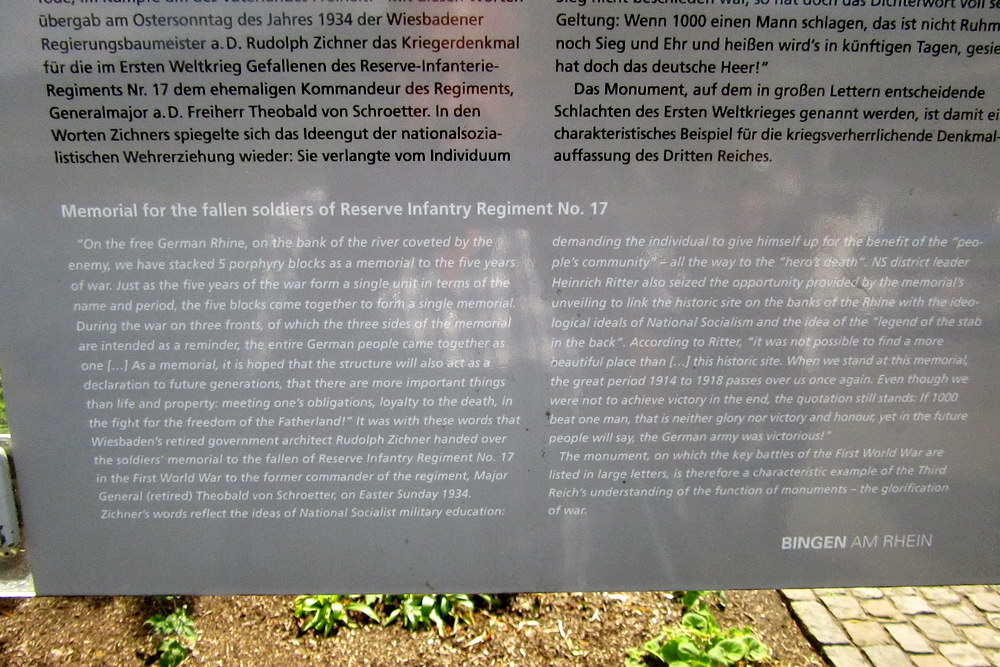 übergab am Ostersonntag des Jahres 1934 der Wiesbadener
Regierungsbaumeister a. D. Rudolph Zichner das Kriegerdenkmal
für die im Ersten Weltkrieg Gefallenen des Reserve-Infanterie-
Regiments Nr. 17 dem ehemaligen Kommandeur des Regiments,
Generalmajor a. D. Freiherr Theobald von Schroetter. In den
Worten Zichners spiegelte sich das Ideengut der nationalsozia-
listischen Wehrerziehung wieder: Sie verlangte vom Individuum
Geltung: Wenn 1000 einen Mann schlagen, das ist nicht Ruhm
noch Sieg und Ehr und heißen wird's in künftigen Tagen, gesie
hat doch das deutsche Heer!"
Das Monument, auf dem in großen Lettern entscheidende
Schlachten des Ersten Weltkrieges genannt werden, ist damit ei
charakteristisches Beispiel für die kriegsverherrlichende Denkmal-
auffassung des Dritten Reiches.
Memorial for the fallen soldiers of Reserve Infantry Regiment No. 17
"On the free German Rhine, on the bank of the river coveted by the
enemy, we have stacked 5 porphyry blocks as a memorial to the five years
of war. Just as the five years of the war form a single unit in terms of the
name and period, the five blocks come together to form a single memorial.
During the war on three fronts, of which the three sides of the memorial
are intended as a reminder, the entire German people came together as
one [...] As a memorial, it is hoped that the structure will also act as a
declaration to future generations, that there are more important things
than life and property: meeting one's obligations, loyalty to the death, in
the fight for the freedom of the Fatherland!" It was with these words that
Wiesbaden's retired government architect Rudolph Zichner handed over
the soldiers' memorial to the fallen of Reserve Infantry Regiment No. 17
in the First World War to the former commander of the regiment, Major
General (retired) Theobald von Schroetter, on Easter Sunday 1934.
Zichner's words reflect the ideas of National Socialist military education:
demanding the individual to give himself up for the benefit of the "peo-
ple's community" – all the way to the "hero's death". NS district leader
Heinrich Ritter also seized the opportunity provided by the memorial's
unveiling to link the historic site on the banks of the Rhine with the ideo-
logical ideals of National Socialism and the idea of the "legend of the stab
in the back". According to Ritter, "it was not possible to find a more
beautiful place than [...] this historic site. When we stand at this memorial,
the great period 1914 to 1918 passes over us once again. Even though we
were not to achieve victory in the end, the quotation still stands: If 1000
beat one man, that is neither glory nor victory and honour, yet in the future
people will say, the German army was victorious!"
The monument, on which the key battles of the First World War are
listed in large letters, is therefore a characteristic example of the Third
Reich's understanding of the function of monuments – the glorification
of war.
BINGEN AM RHEIN